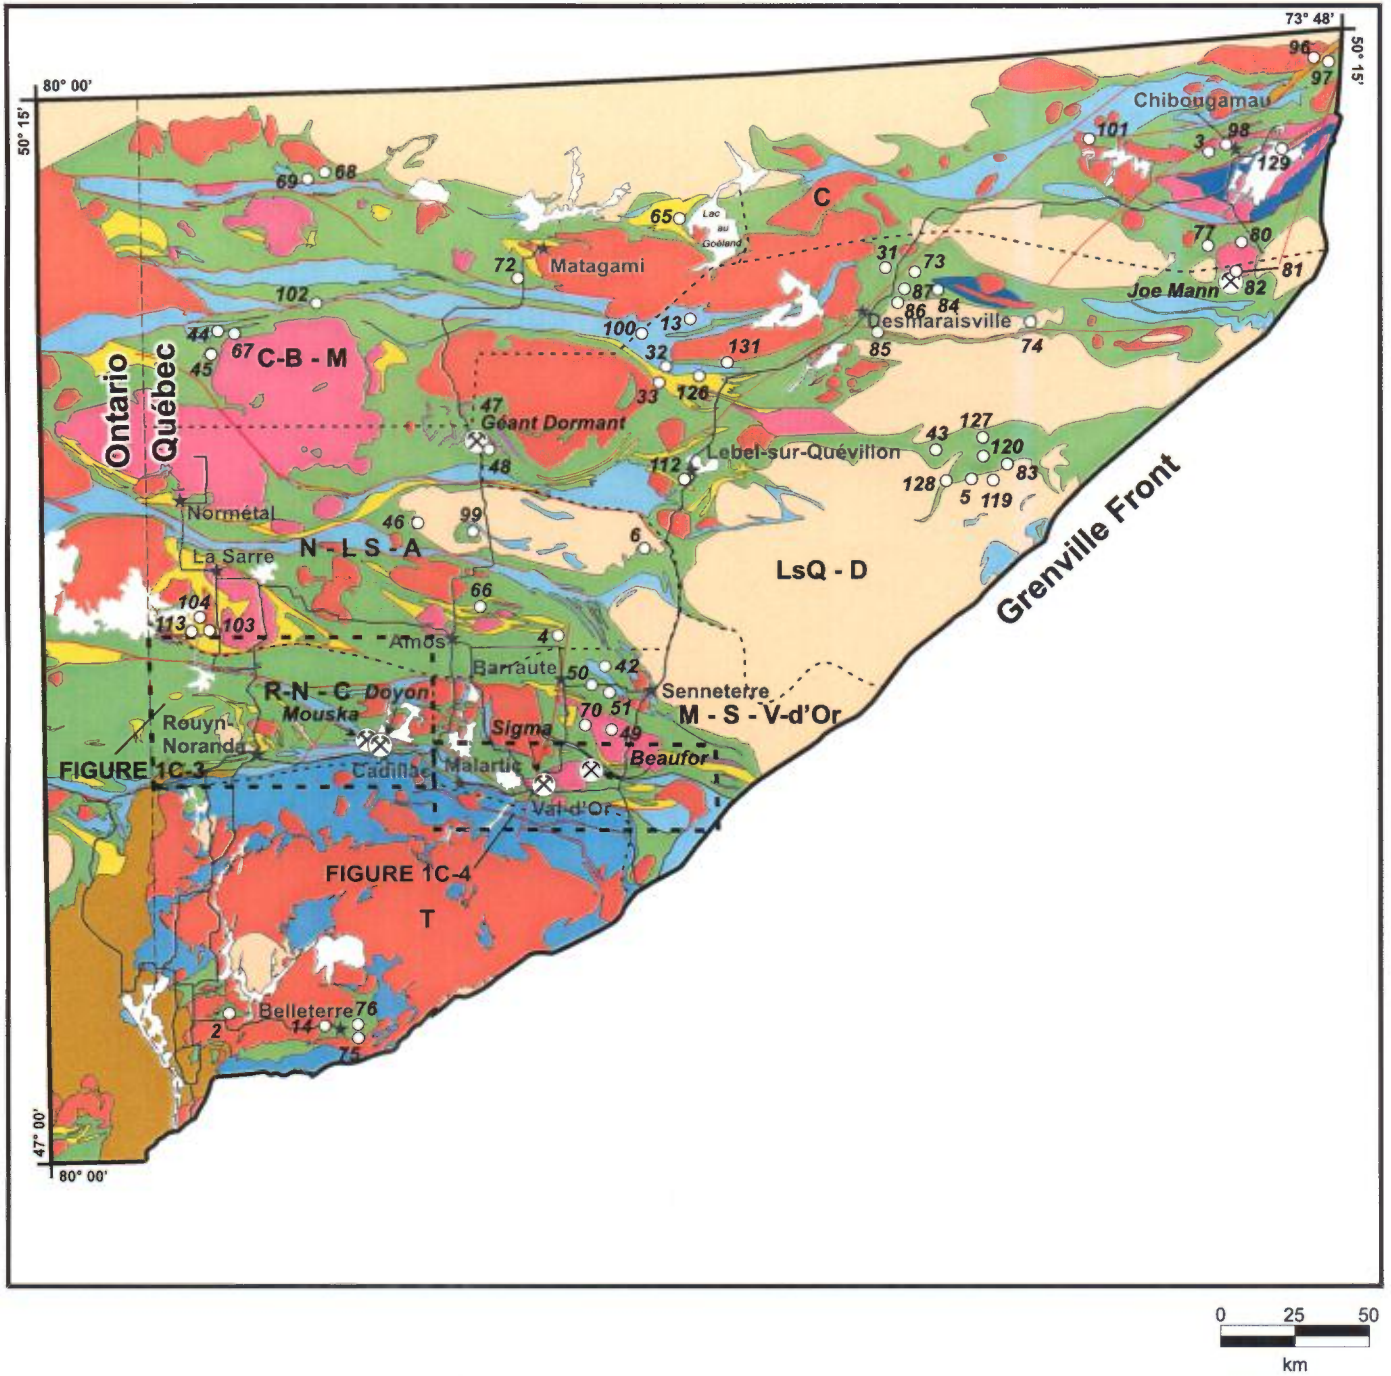 73° 48'
80° 00'
50° 15'
50° 15'
96
97
Chibougamau
101
98
3
129
68
69
65
Lac
au
Goéland
C
77
80
31
73
81
72
Matagami
87
84
Joe Mann
82
102
86
Desmaraisville
100
13
44
67
C-B - M
45
32
131
85
74
33
126
Ontario
Québec
47
Géant Dormant
48
127
43
120
112
Lebel-sur-Quévillon
83
128
5
119
Normétal
46
99
6
N - L S - A
La Sarre
LsQ - D
Grenville Front
66
104
113
103
Amos
4
Barraute
50
42
R-N - C
Doyon
51
Senneterre
Mouska
70
M - S - V-d'Or
Rouyn-
Noranda
Sigma
49
Beaufor
FIGURE 1C-3
Cadillac
Malartic
Val-d'Or
FIGURE 1C-4
T
Belleterre
76
2
14
75
47° 00'
80° 00'
0 25 50
km